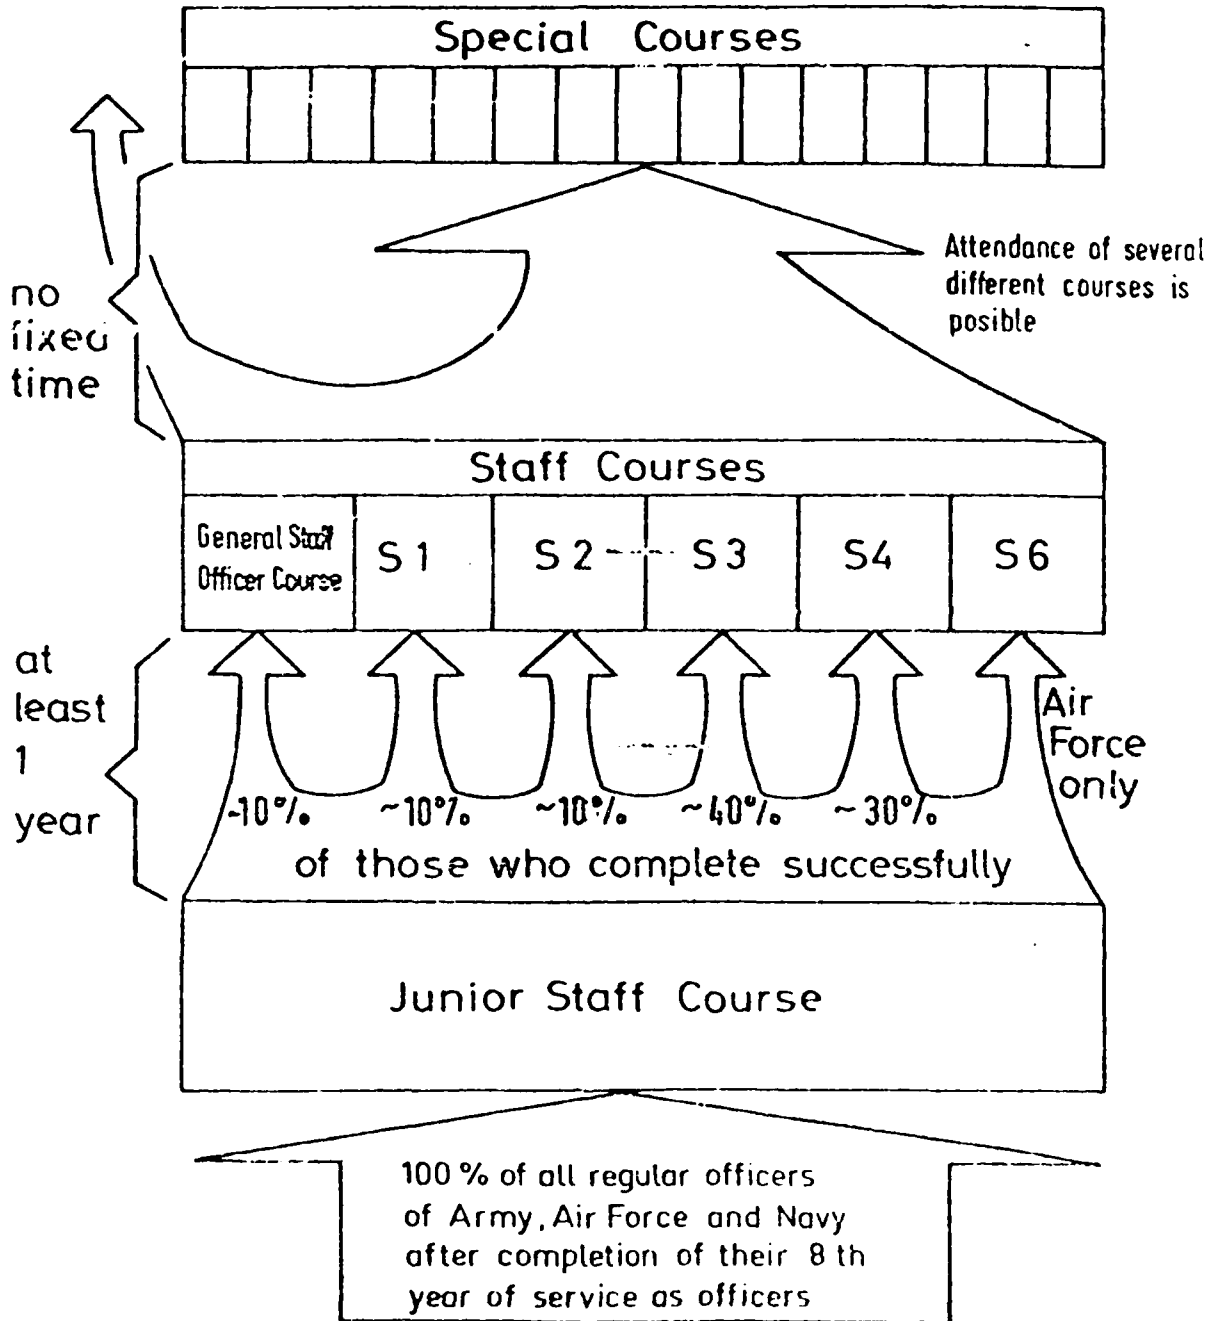 Special Courses
Attendance of several
different courses is
posible
no
fixed
time
Staff Courses
General Staff
Officer Course
S 1
S 2
S 3
S4
S 6
at
least
1
year
Air
Force
only
~10%
~10%
~10%
~40%
~30%
of those who complete successfully
Junior Staff Course
100 % of all regular officers
of Army, Air Force and Navy
after completion of their 8 th
year of service as officers